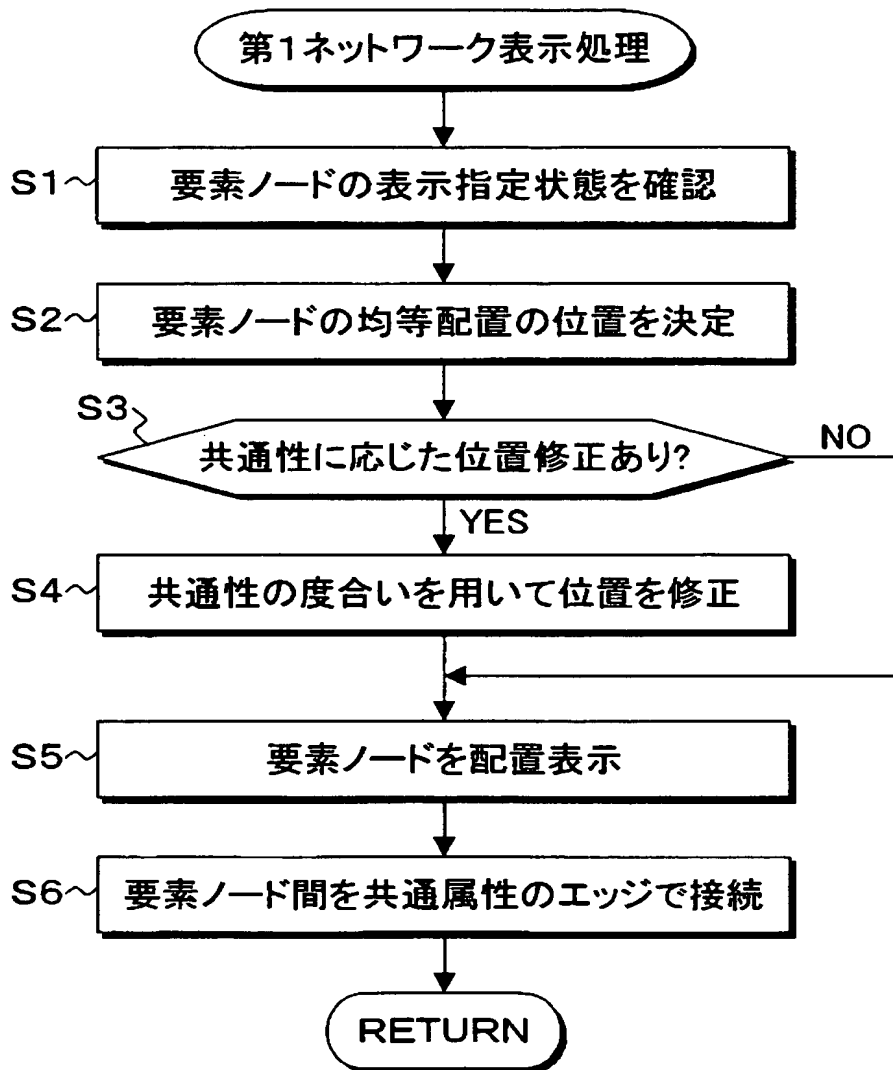 第1ネットワーク表示処理
S1
要素ノードの表示指定状態を確認
S2
要素ノードの均等配置の位置を決定
S3
共通性に応じた位置修正あり?
NO
YES
S4
共通性の度合いを用いて位置を修正
S5
要素ノードを配置表示
S6
要素ノード間を共通属性のエッジで接続
RETURN